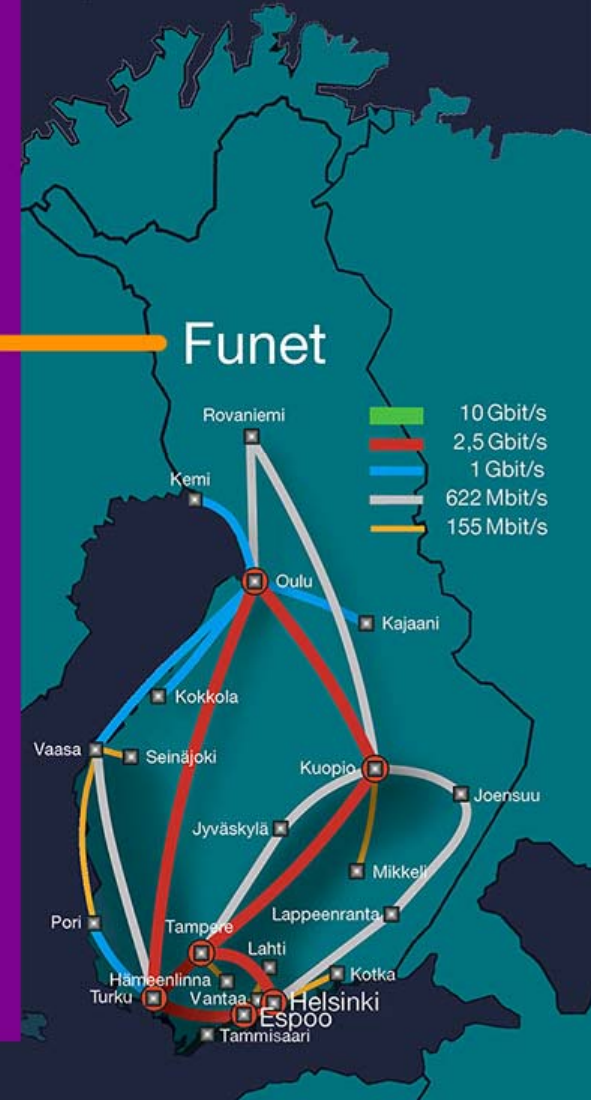 Funet
Rovaniemi
10 Gbit/s
2,5 Gbit/s
1 Gbit/s
622 Mbit/s
155 Mbit/s
Kemi
Oulu
Kajaani
Kokkola
Vaasa
Seinäjoki
Kuopio
Joensuu
Jyväskylä
Mikkeli
Lappeenranta
Pori
Tampere
Lahti
Kotka
Hämeenlinna
Turku
Vantaa
Helsinki
Espoo
Tammisaari